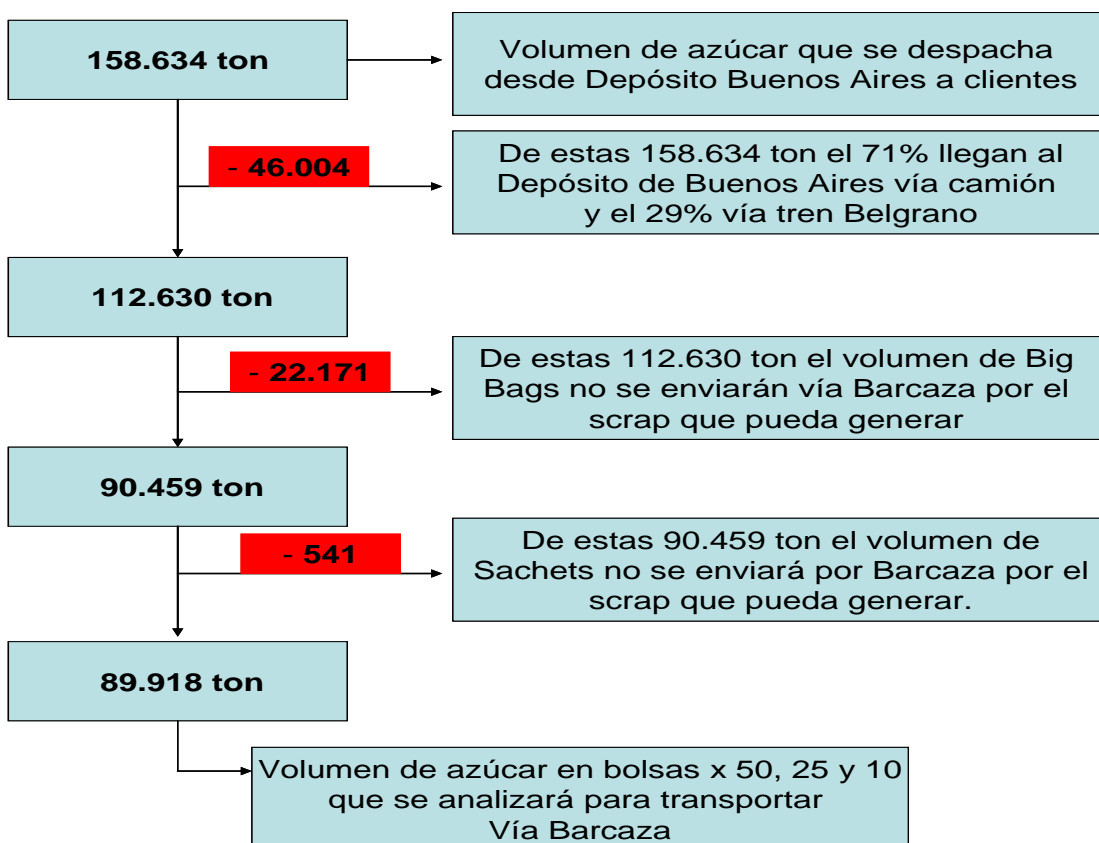 158.634 ton
Volumen de azúcar que se despacha
desde Depósito Buenos Aires a clientes
- 46.004
De estas 158.634 ton el 71% llegan al
Depósito de Buenos Aires vía camión
y el 29% vía tren Belgrano
112.630 ton
- 22.171
De estas 112.630 ton el volumen de Big
Bags no se enviarán vía Barcaza por el
scrap que pueda generar
90.459 ton
- 541
De estas 90.459 ton el volumen de
Sachets no se enviará por Barcaza por el
scrap que pueda generar.
89.918 ton
Volumen de azúcar en bolsas x 50, 25 y 10
que se analizará para transportar
Vía Barcaza